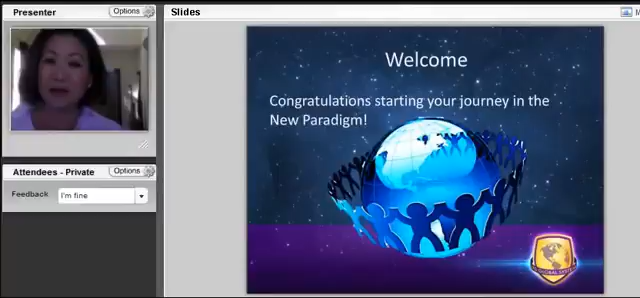 Presenter
Options
Slides
Welcome
Congratulations starting your journey in the
New Paradigm!
Attendees - Private
Options
Feedback
I'm fine